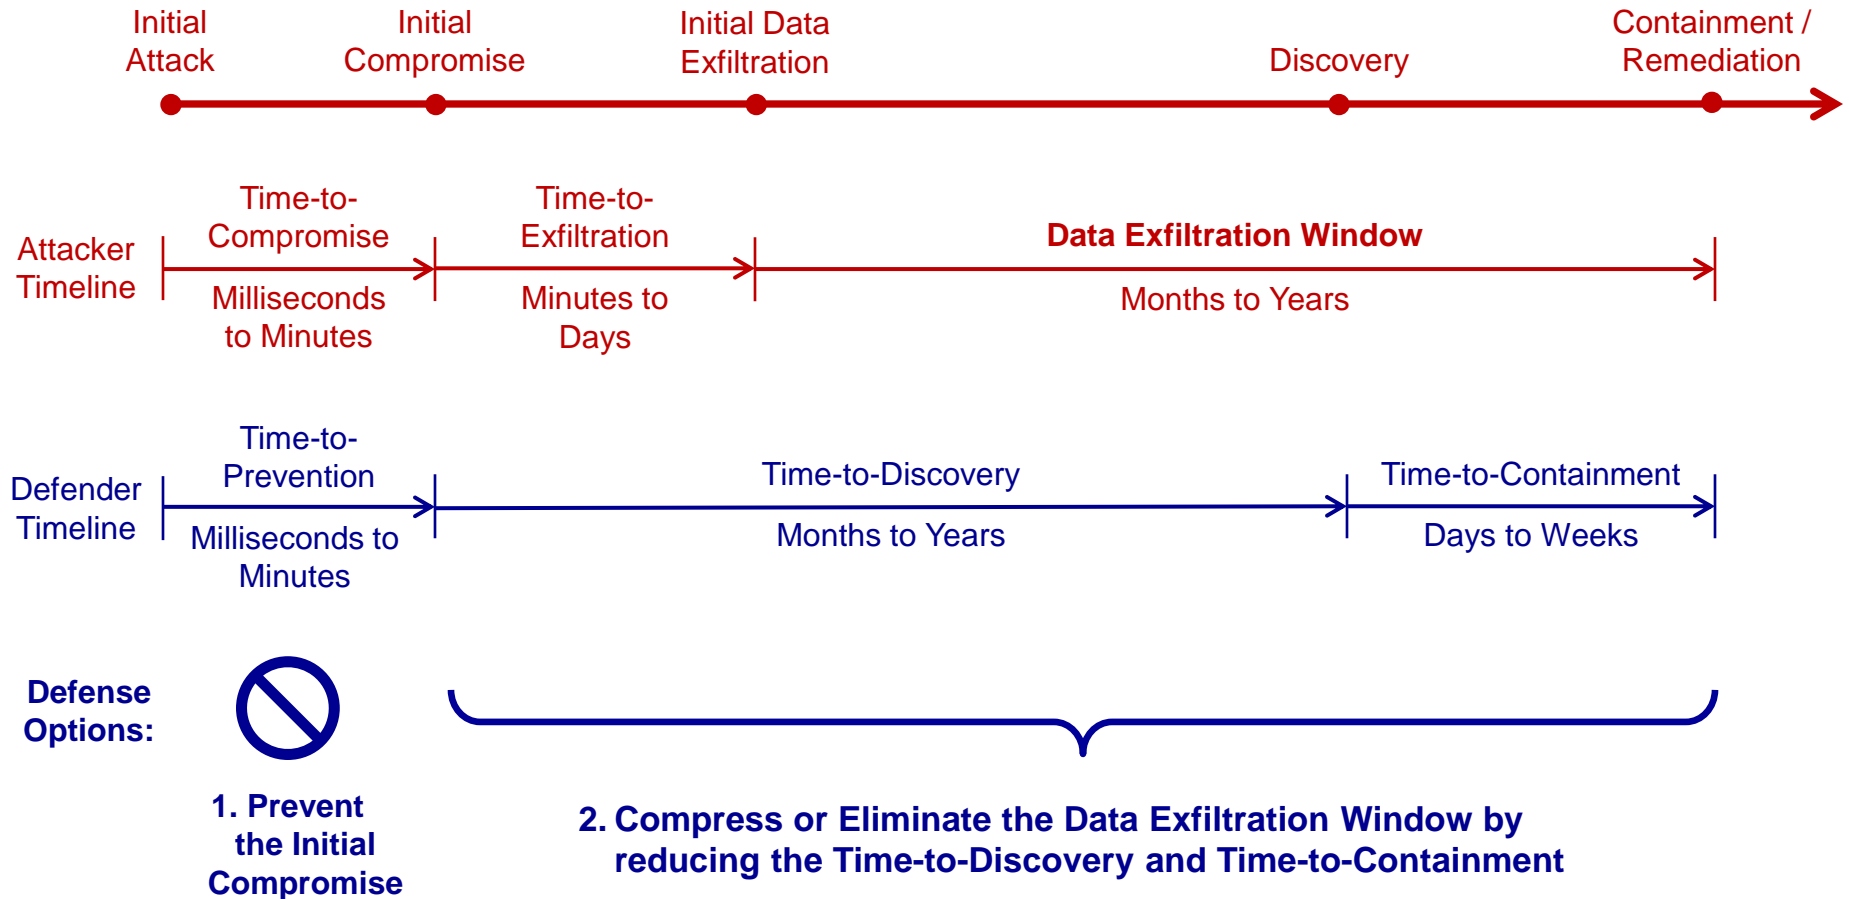 Initial
Attack
Initial
Compromise
Initial Data
Exfiltration
Discovery
Containment /
Remediation
Attacker
Timeline
Time-to-
Compromise
Milliseconds
to Minutes
Time-to-
Exfiltration
Minutes to
Days
Data Exfiltration Window
Months to Years
Defender
Timeline
Time-to-
Prevention
Milliseconds to
Minutes
Time-to-Discovery
Months to Years
Time-to-Containment
Days to Weeks
Defense
Options:
1. Prevent
the Initial
Compromise
2. Compress or Eliminate the Data Exfiltration Window by
reducing the Time-to-Discovery and Time-to-Containment